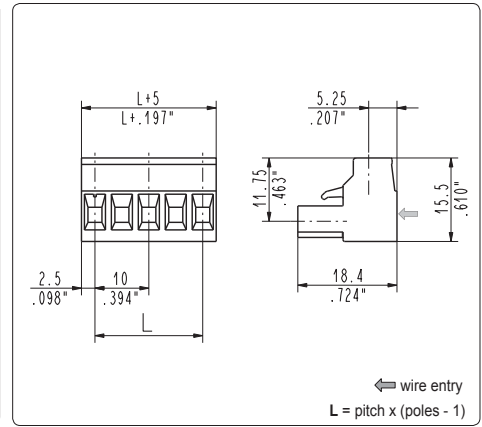 L+5
L+.197"
5.25
.207"
11.75
.463"
15.5
.610"
2.5
.098"
10
.394"
18.4
.724"
L
wire entry
L = pitch x (poles - 1)